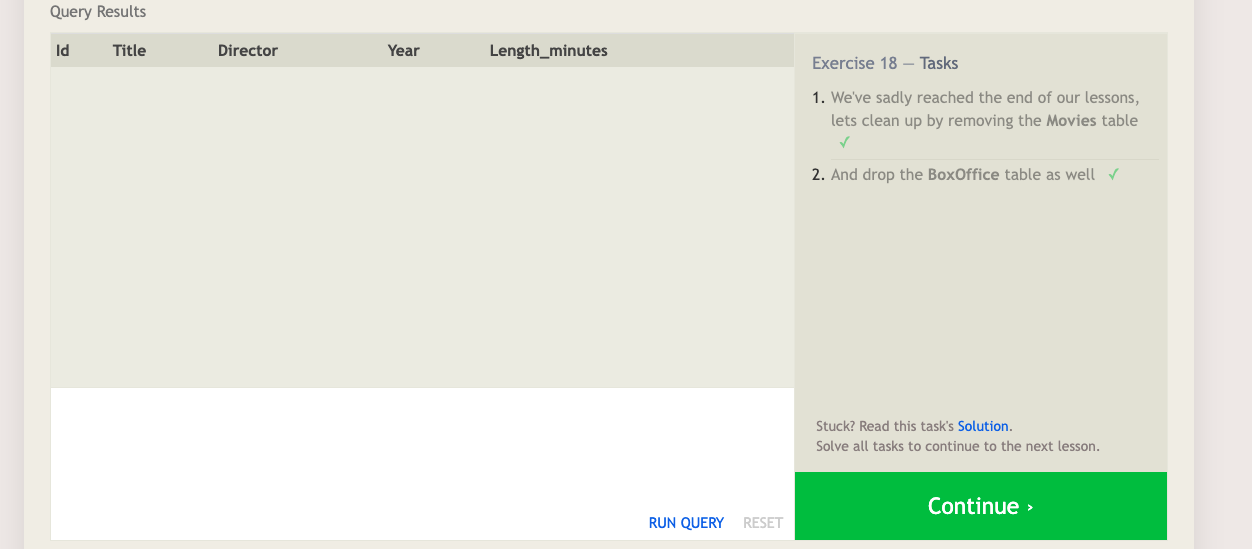 Query Results
Id Title Director Year Length_minutes
Exercise 18 — Tasks
1. We've sadly reached the end of our lessons,
lets clean up by removing the Movies table
✓
2. And drop the BoxOffice table as well ✓
Stuck? Read this task's Solution.
Solve all tasks to continue to the next lesson.
RUN QUERY RESET
Continue ›